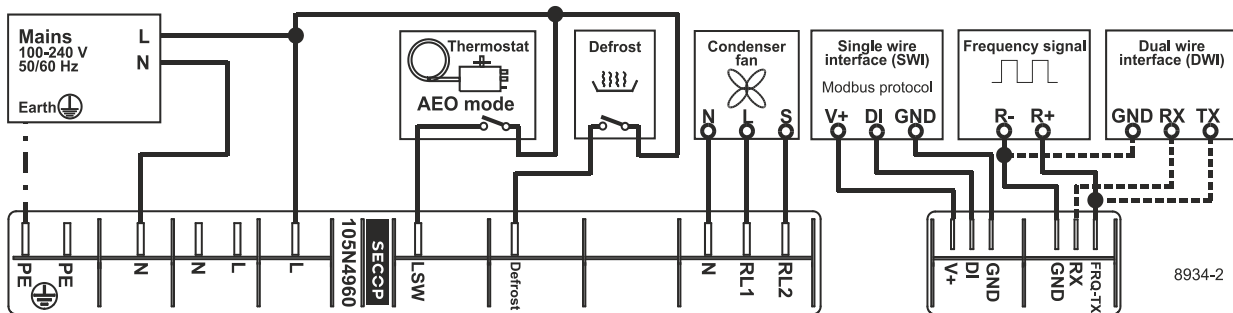 Mains
100-240 V
50/60 Hz
L
N
Earth
Thermostat
AEO mode
Defrost
Condenser
fan
N L S
Single wire
interface (SWI)
Modbus protocol
V+ DI GND
Frequency signal
R- R+
Dual wire
interface (DWI)
GND RX TX
PE
PE
N
N
L
L
105N4960
SECOP
LSW
Defrost
N
RL1
RL2
V+
DI
GND
GND
RX
FRQ-TX
8934-2